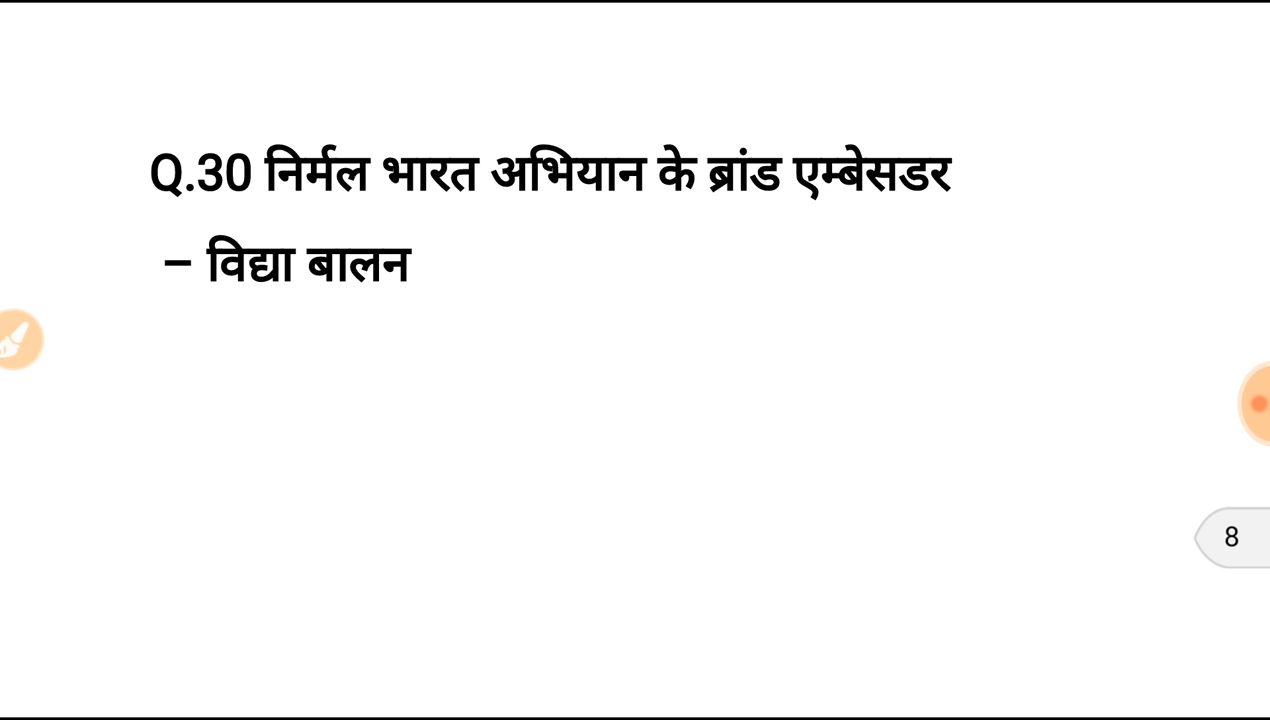 Q.30 निर्मल भारत अभियान के ब्रांड एम्बेसडर
– विद्या बालन
8